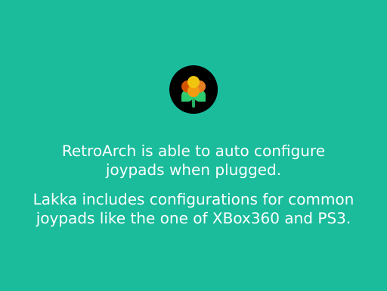 RetroArch is able to auto configure
joypads when plugged.
Lakka includes configurations for common
joypads like the one of XBox360 and PS3.